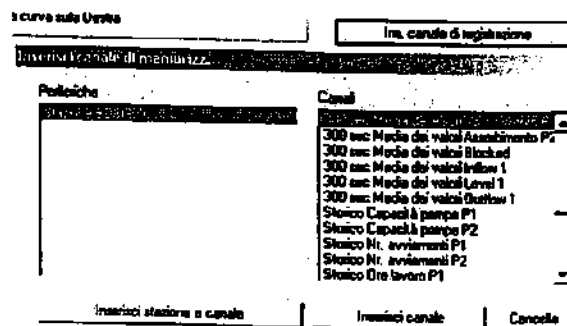 curva sulla Destra
Ins. canale di registrazione
Inserisci canale di memorizz
Periferiche
Canali
300 sec Media dei valori Assorbimento P2
300 sec Media dei valori Blocked
300 sec Media dei valori Inflow 1
300 sec Media dei valori Level 1
300 sec Media dei valori Outflow 1
Storico Capacità pompa P1
Storico Capacità pompa P2
Storico Nr. avviamenti P1
Storico Nr. avviamenti P2
Storico Ore lavoro P1
Inserisci stazione e canale
Inserisci canale
Cancella